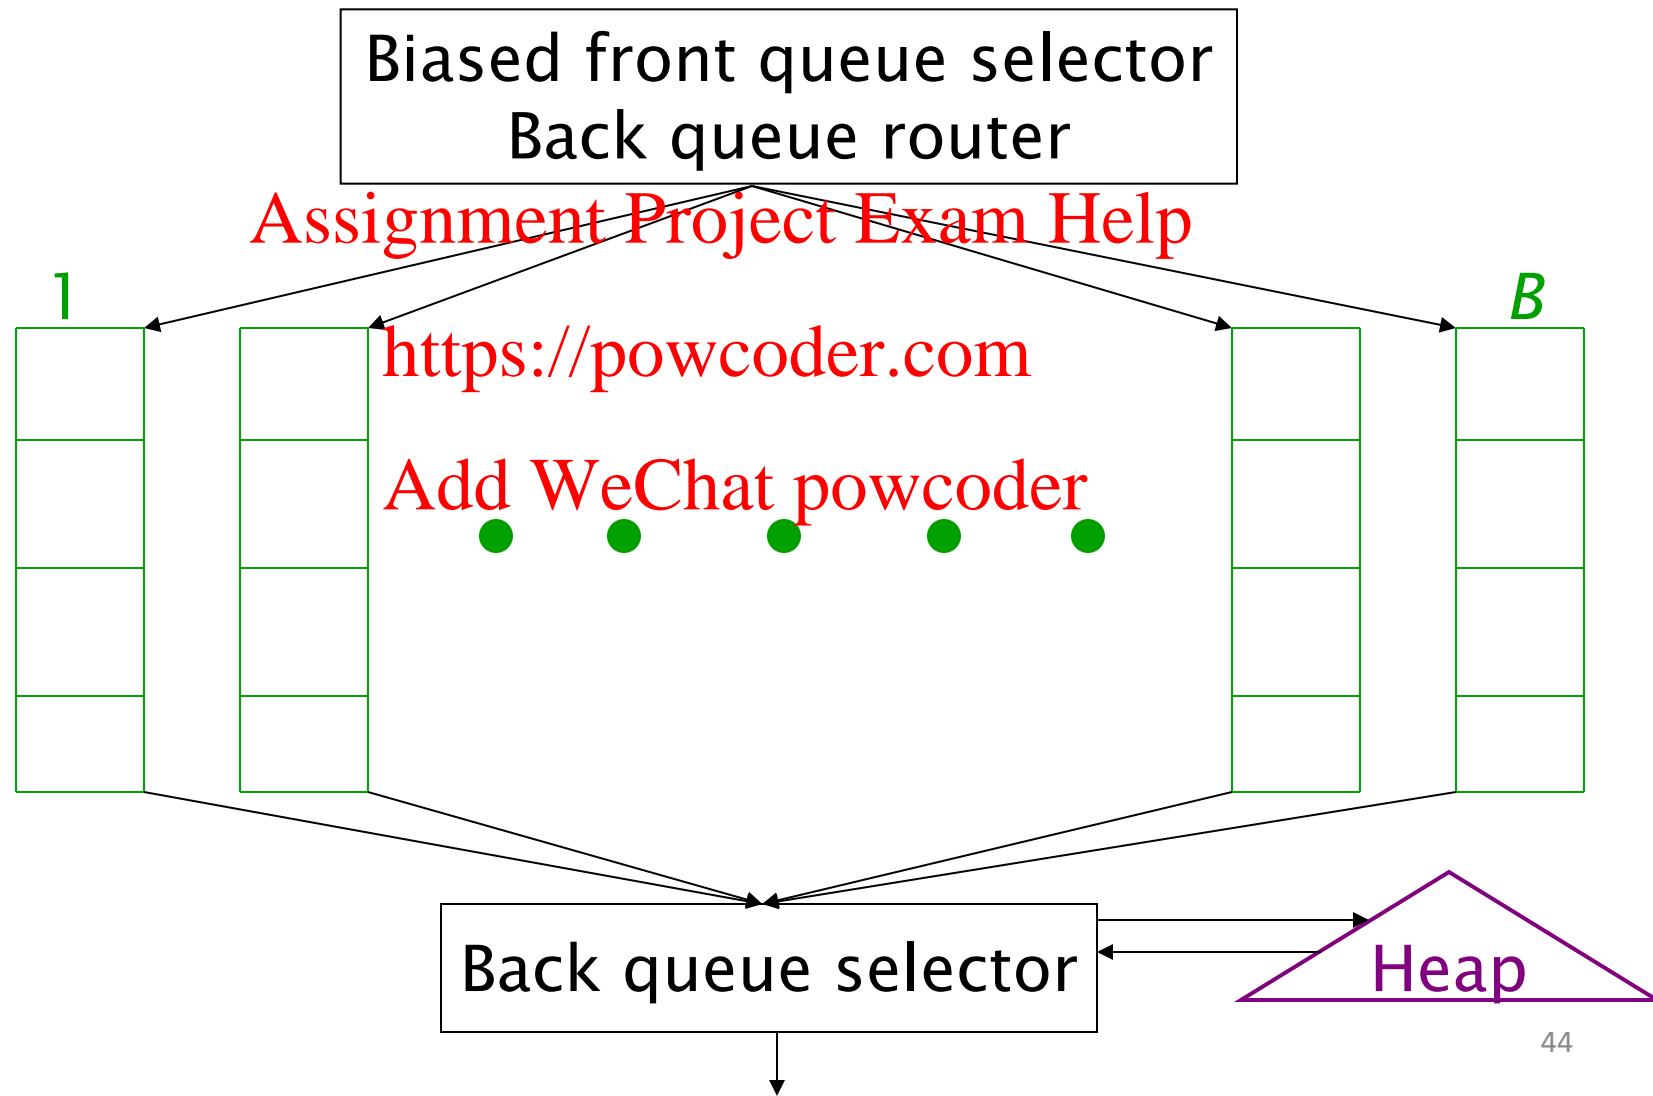 Biased front queue selector
Back queue router
Assignment Project Exam Help
1
B
https://powcoder.com
Add WeChat powcoder
Back queue selector
Heap
44